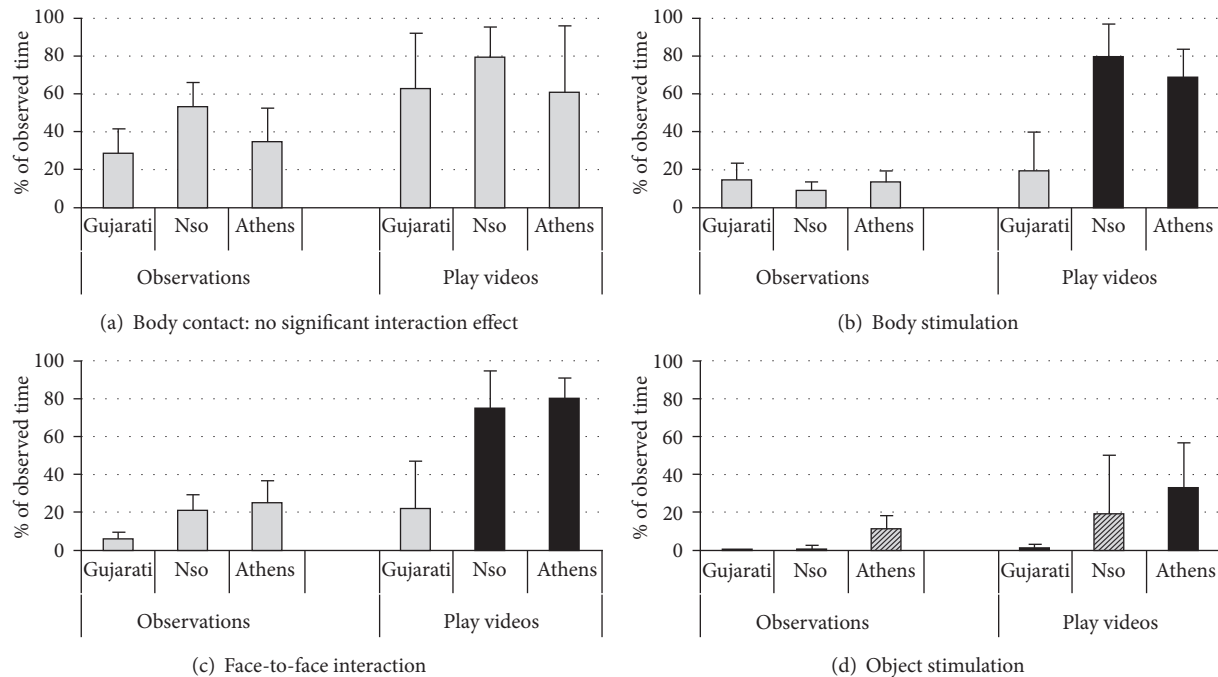 % of observed time
100
80
60
40
20
0
Gujarati Nso Athens Gujarati Nso Athens
Observations Play videos
(a) Body contact: no significant interaction effect
% of observed time
100
80
60
40
20
0
Gujarati Nso Athens Gujarati Nso Athens
Observations Play videos
(b) Body stimulation
% of observed time
100
80
60
40
20
0
Gujarati Nso Athens Gujarati Nso Athens
Observations Play videos
(c) Face-to-face interaction
% of observed time
100
80
60
40
20
0
Gujarati Nso Athens Gujarati Nso Athens
Observations Play videos
(d) Object stimulation